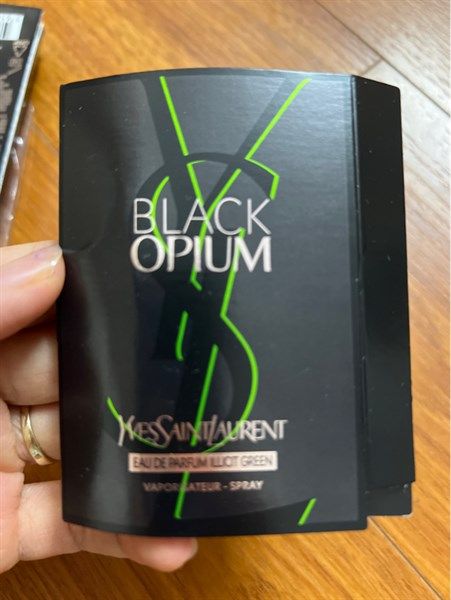 BLACK
OPIUM
YVESSAINTLAURENT
EAU DE PARFUM ILLICIT GREEN
VAPORISATEUR - SPRAY